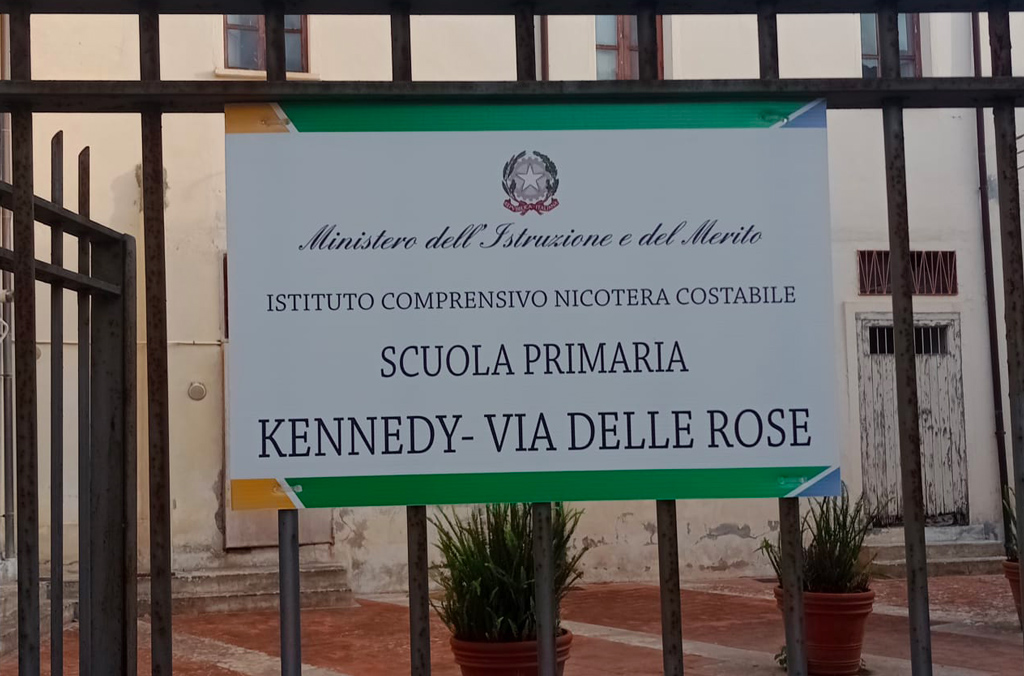 Ministero dell'Istruzione e del Merito
ISTITUTO COMPRENSIVO NICOTERA COSTABILE
SCUOLA PRIMARIA
KENNEDY- VIA DELLE ROSE